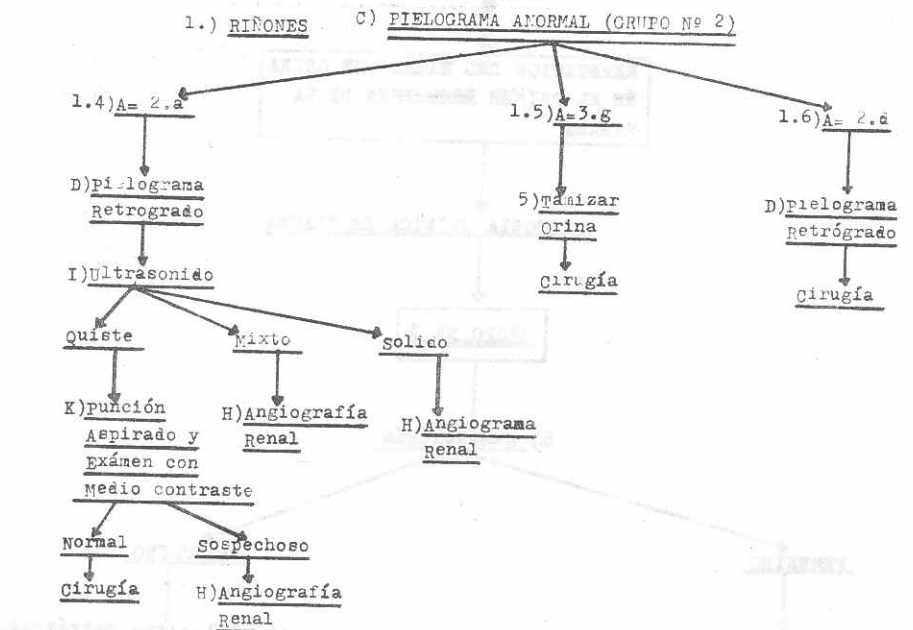 1.) RIÑONES C) PIELOGRAMA ANORMAL (GRUPO Nº 2)
1.4)A= 2.a
1.5)A=3.g
1.6)A= 2.d
D)Pielograma
Retrogrado
5)Tamizar
Orina
D)Pielograma
Retrógrado
I)Ultrasonido
Cirugía
Cirugía
Quiste
Mixto
Solido
K)Punción
Aspirado y
Exámen con
Medio contraste
H)Angiografía
Renal
H)Angiograma
Renal
Normal
Sospechoso
Cirugía
H)Angiografía
Renal